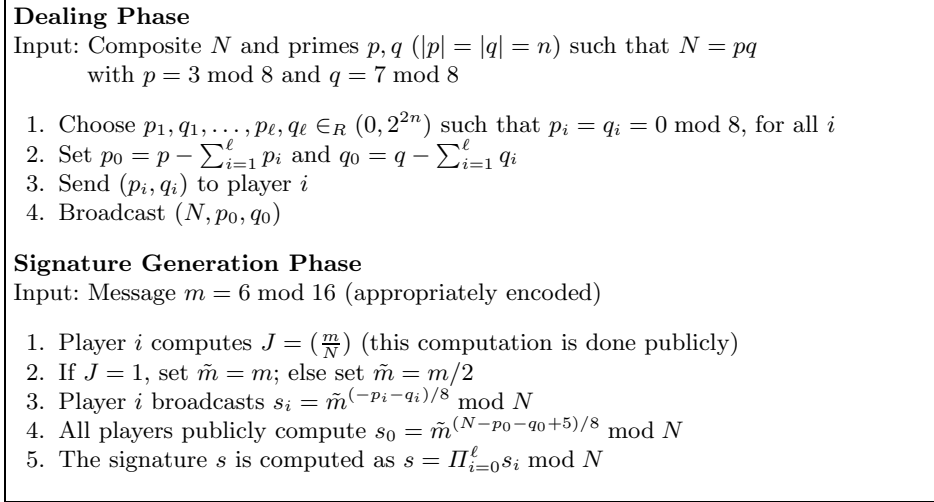 Dealing Phase
Input: Composite N and primes p, q (|p| = |q| = n) such that N = pq
with p = 3 mod 8 and q = 7 mod 8
1. Choose p₁, q₁, . . . , pℓ, qℓ ∈R (0, 2²ⁿ) such that pᵢ = qᵢ = 0 mod 8, for all i
2. Set p₀ = p − ∑ᵢ₌₁^ℓ pᵢ and q₀ = q − ∑ᵢ₌₁^ℓ qᵢ
3. Send (pᵢ, qᵢ) to player i
4. Broadcast (N, p₀, q₀)
Signature Generation Phase
Input: Message m = 6 mod 16 (appropriately encoded)
1. Player i computes J = (m/N) (this computation is done publicly)
2. If J = 1, set m̃ = m; else set m̃ = m/2
3. Player i broadcasts sᵢ = m̃^(−pᵢ−qᵢ)/8 mod N
4. All players publicly compute s₀ = m̃^(N−p₀−q₀+5)/8 mod N
5. The signature s is computed as s = Πᵢ₌₀^ℓ sᵢ mod N